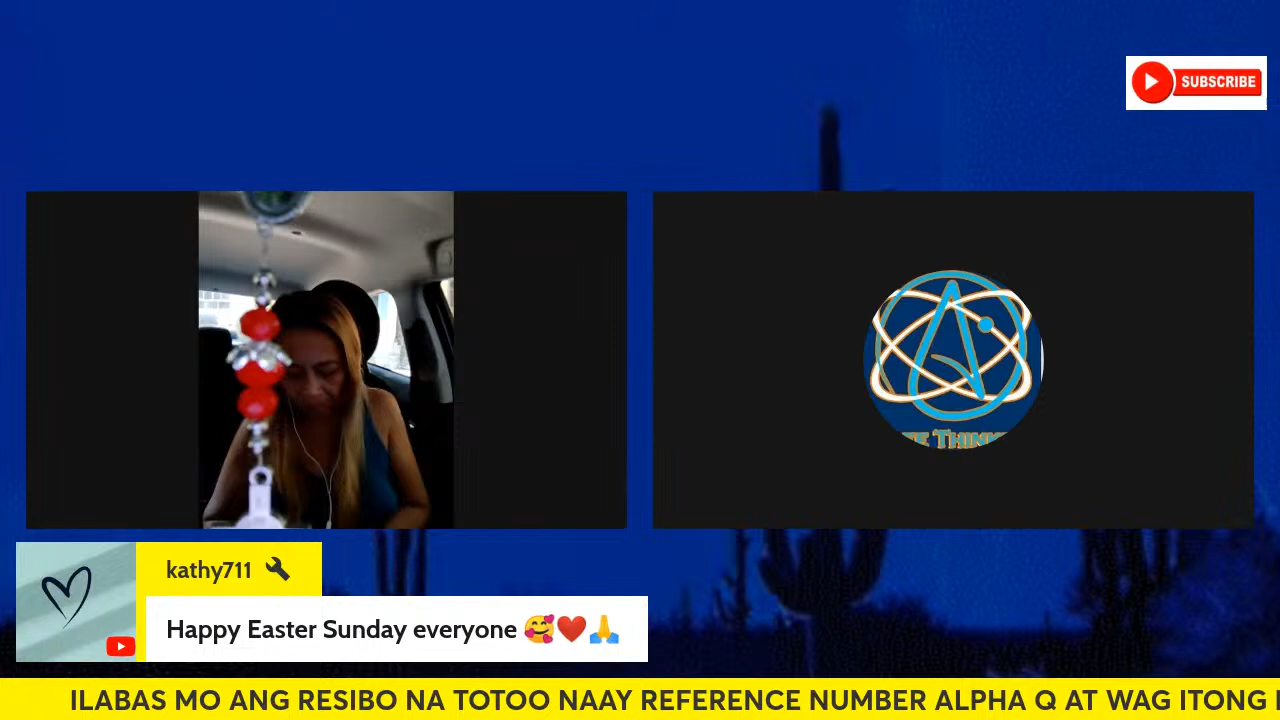 SUBSCRIBE
THINK
kathy711
Happy Easter Sunday everyone 🥰❤️🙏
ILABAS MO ANG RESIBO NA TOTOO NAAY REFERENCE NUMBER ALPHA Q AT WAG ITONG